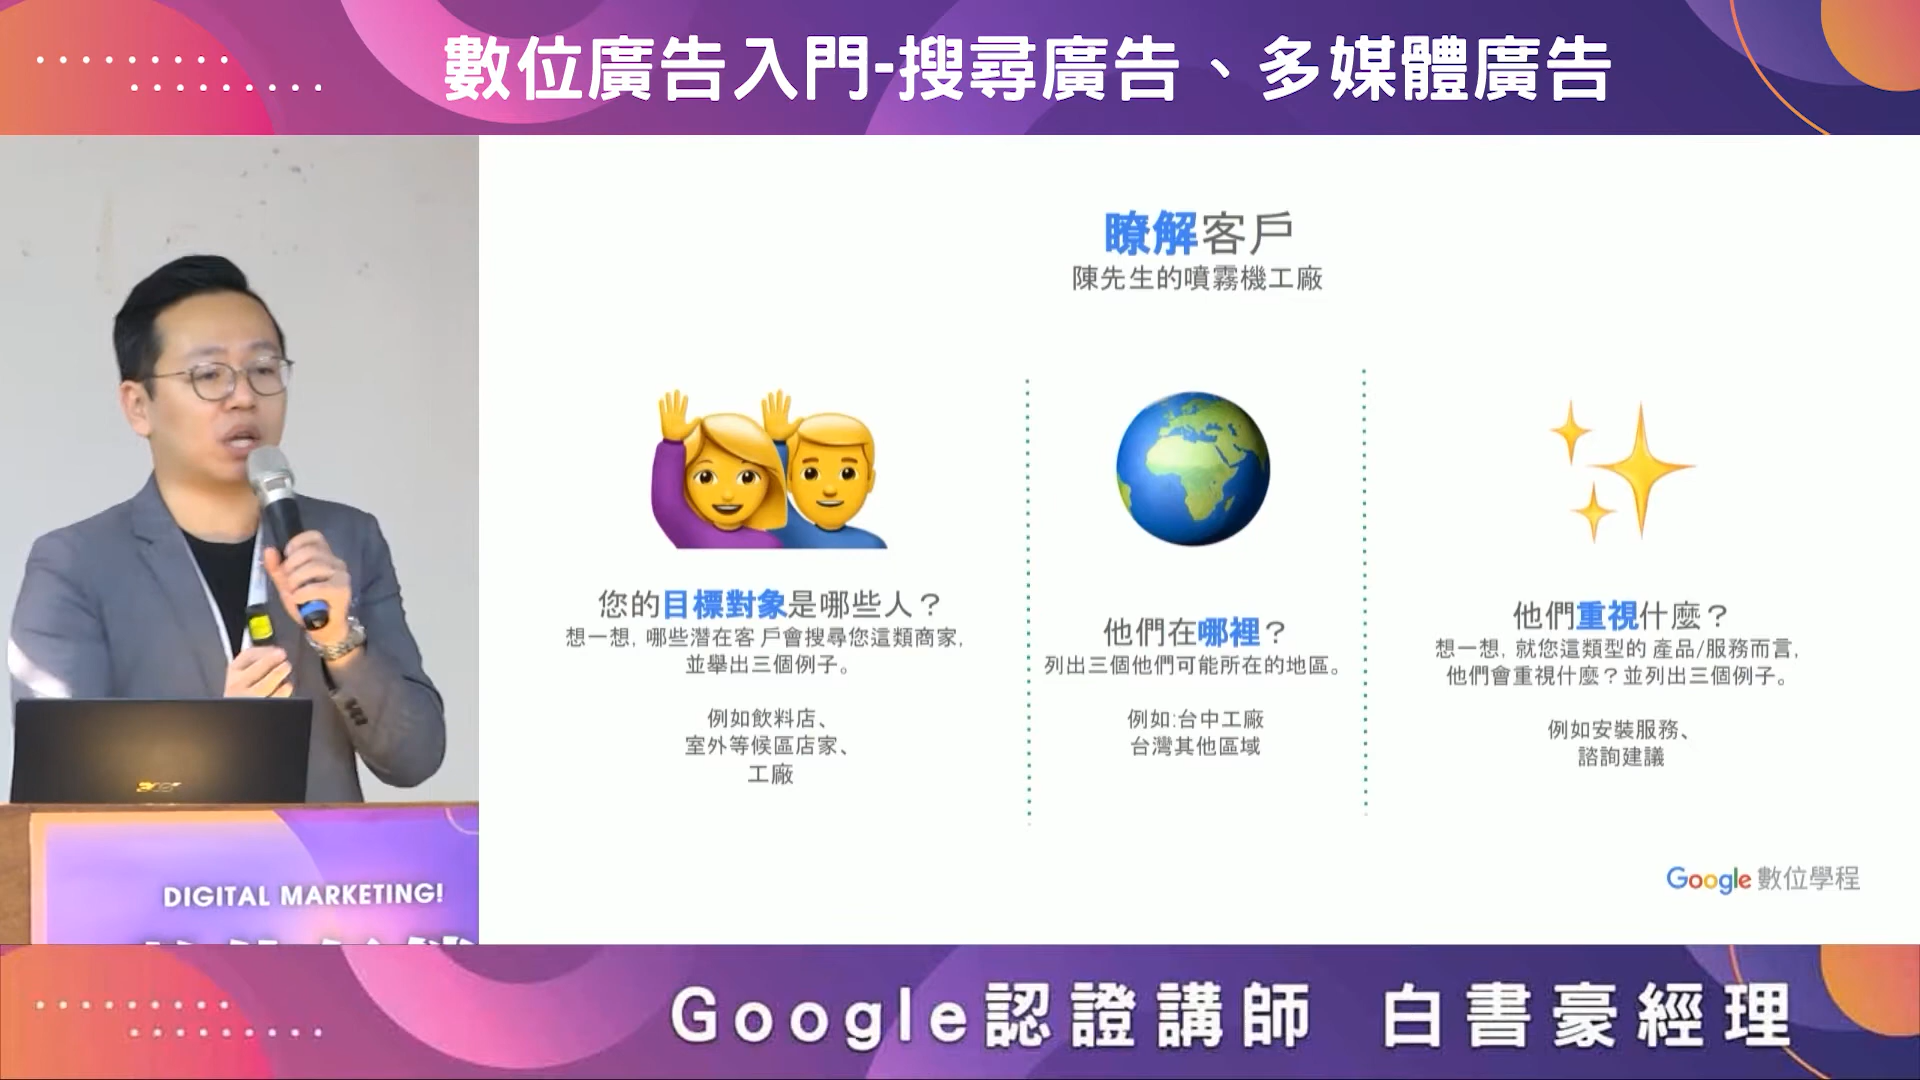 數位廣告入門-搜尋廣告、多媒體廣告
瞭解客戶
陳先生的噴霧機工廠
您的目標對象是哪些人？
想一想, 哪些潛在客 戶會搜尋您這類商家,
並舉出三個例子。
例如飲料店、
室外等候區店家、
工廠
他們在哪裡？
列出三個他們可能所在的地區。
例如:台中工廠
台灣其他區域
他們重視什麼？
想一想, 就您這類型的 產品/服務而言,
他們會重視什麼？並列出三個例子。
例如安裝服務、
諮詢建議
Google 數位學程
acer
DIGITAL MARKETING!
Google認證講師 白書豪經理